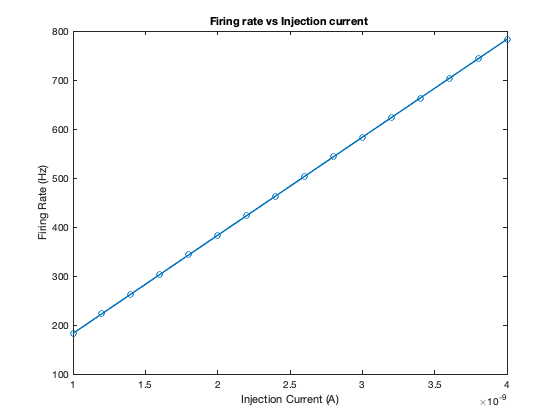 Firing rate vs Injection current
800
700
600
500
400
300
200
100
Firing Rate (Hz)
1 1.5 2 2.5 3 3.5 4
Injection Current (A)
×10⁻⁹